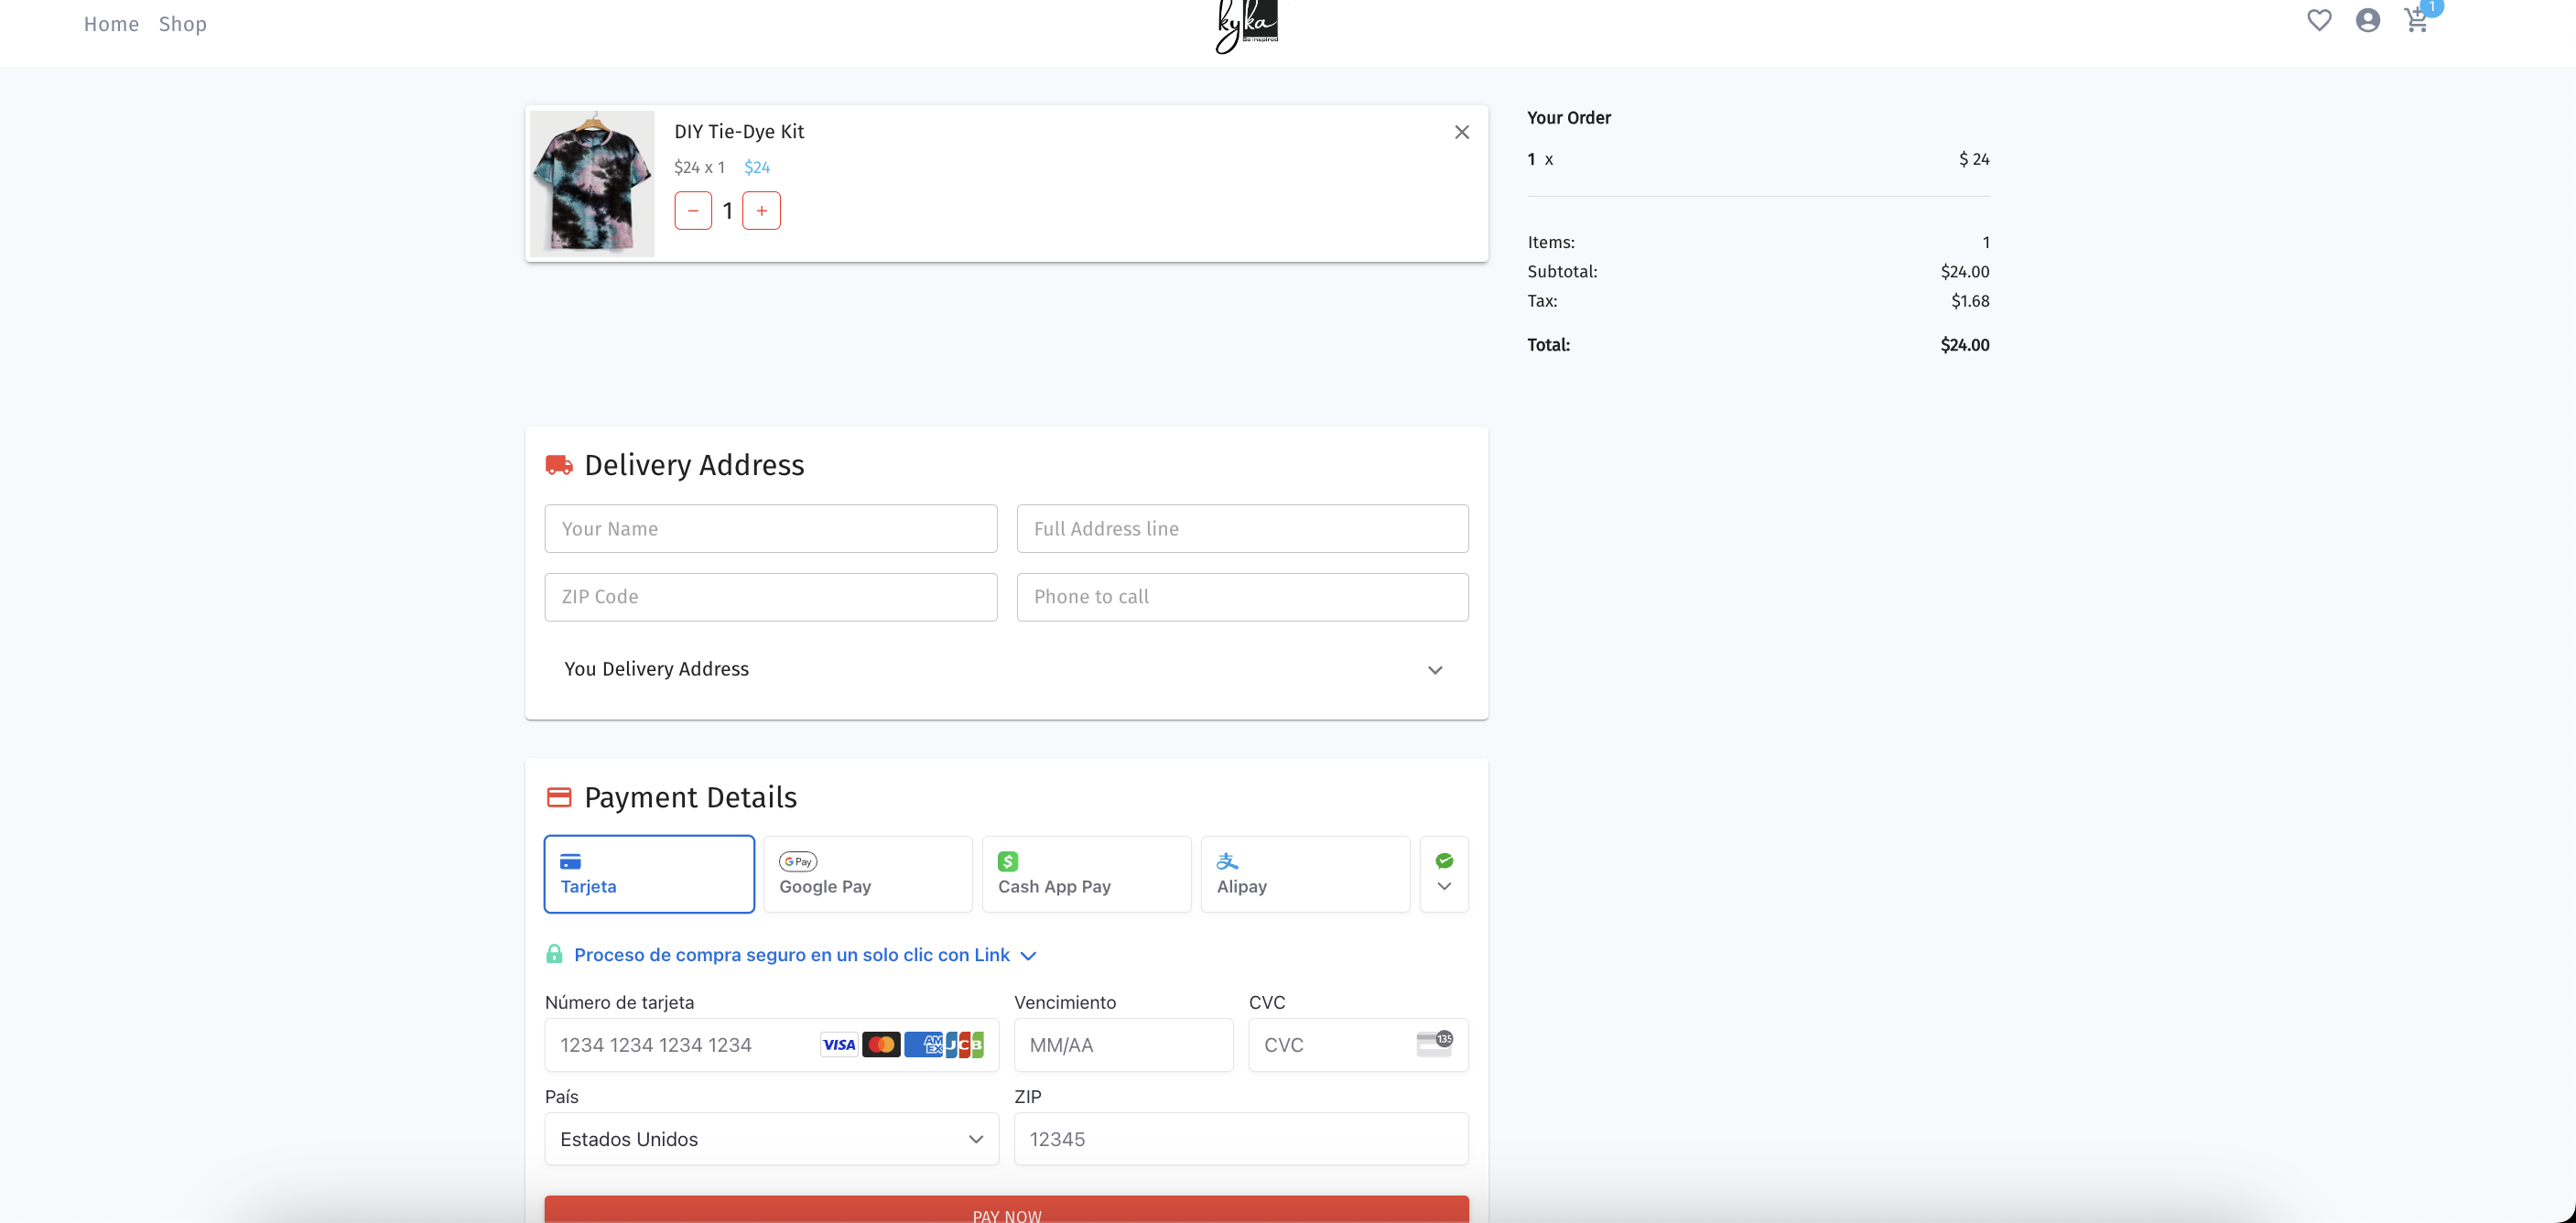 Home Shop
kyka
1
DIY Tie-Dye Kit
$24 x 1 $24
− 1 +
Your Order
1 x $ 24
Items: 1
Subtotal: $24.00
Tax: $1.68
Total: $24.00
Delivery Address
Your Name
Full Address line
ZIP Code
Phone to call
You Delivery Address
Payment Details
Tarjeta
G Pay
Google Pay
$
Cash App Pay
支
Alipay
Proceso de compra seguro en un solo clic con Link
Número de tarjeta
1234 1234 1234 1234
VISA
AM EX
JCB
Vencimiento
MM/AA
CVC
CVC
135
País
Estados Unidos
ZIP
12345
PAY NOW